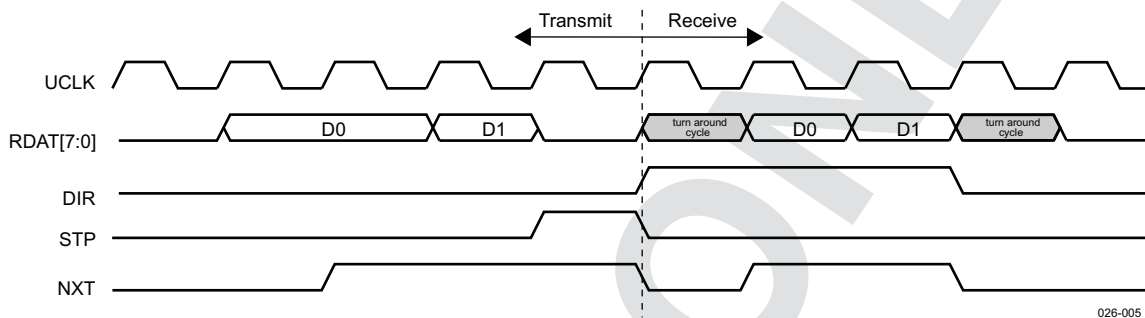 Transmit Receive
UCLK
RDAT[7:0] D0 D1 turn around cycle D0 D1 turn around cycle
DIR
STP
NXT
026-005